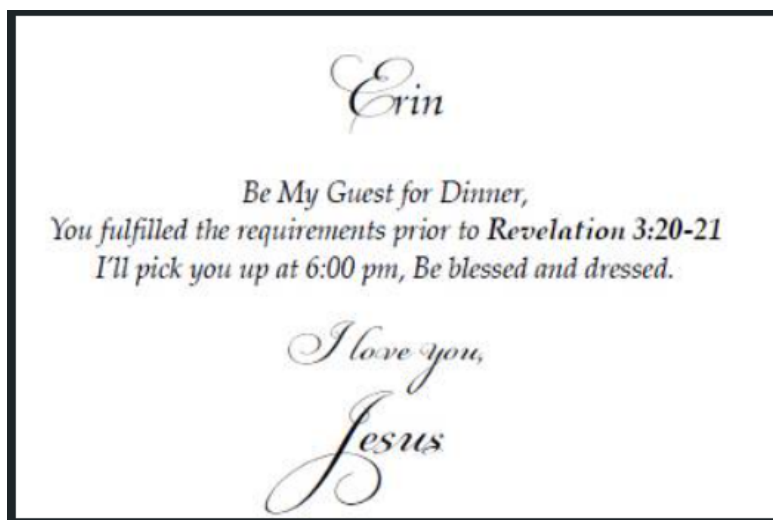 Erin
Be My Guest for Dinner,
You fulfilled the requirements prior to Revelation 3:20-21
I'll pick you up at 6:00 pm, Be blessed and dressed.
I love you,
Jesus